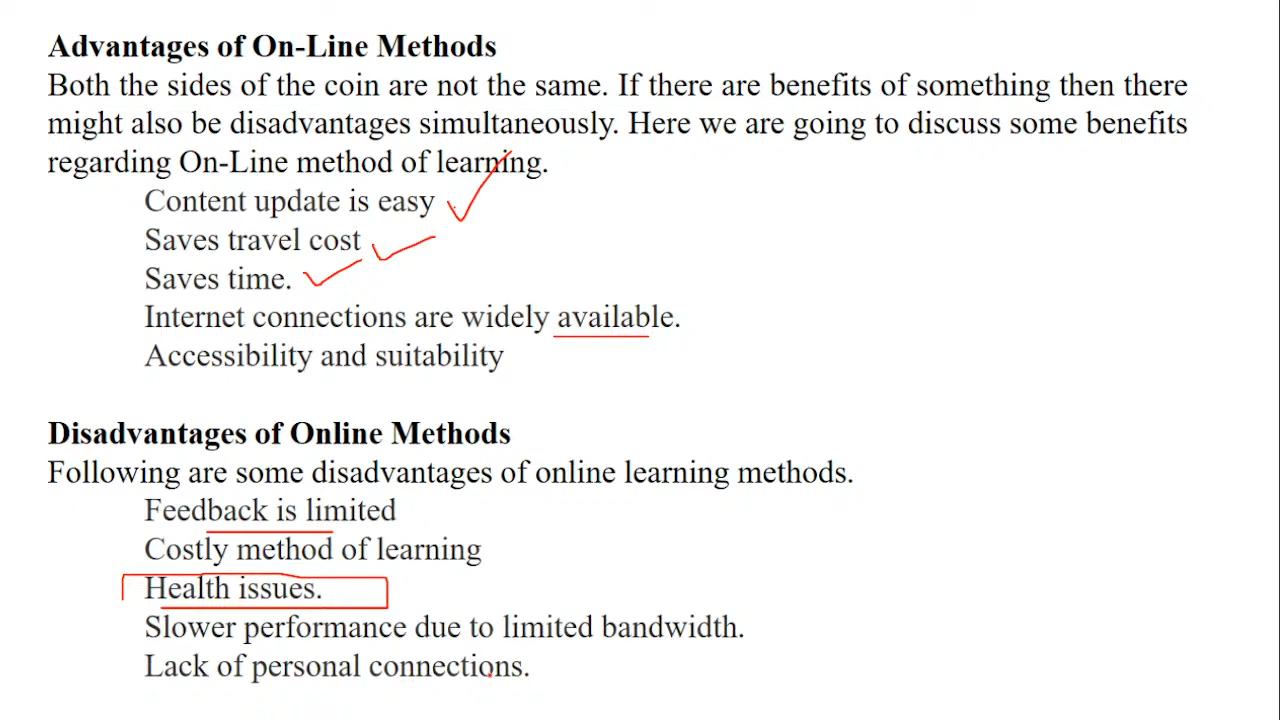 Advantages of On-Line Methods
Both the sides of the coin are not the same. If there are benefits of something then there
might also be disadvantages simultaneously. Here we are going to discuss some benefits
regarding On-Line method of learning.
Content update is easy
Saves travel cost
Saves time.
Internet connections are widely available.
Accessibility and suitability
Disadvantages of Online Methods
Following are some disadvantages of online learning methods.
Feedback is limited
Costly method of learning
Health issues.
Slower performance due to limited bandwidth.
Lack of personal connections.